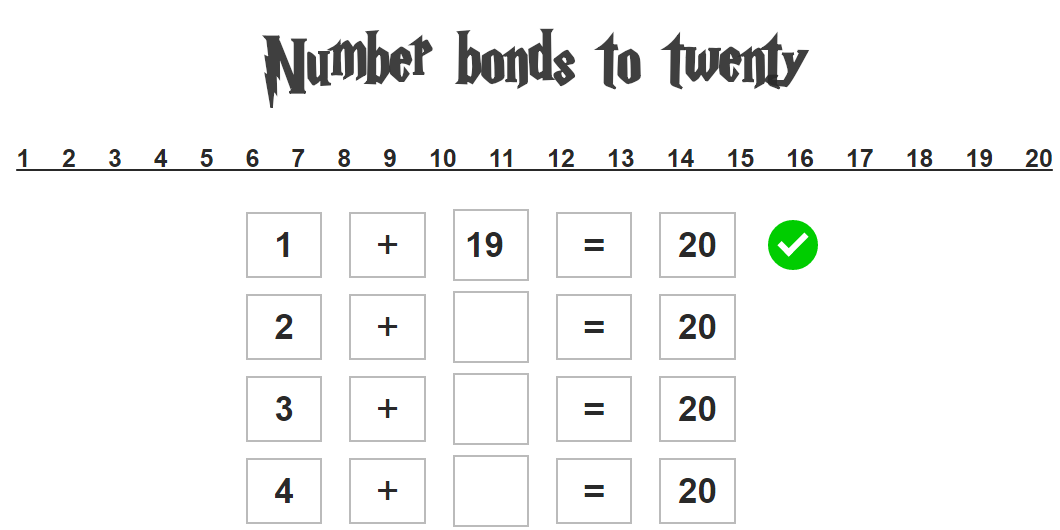 Number bonds to twenty
1 2 3 4 5 6 7 8 9 10 11 12 13 14 15 16 17 18 19 20
1 + 19 = 20
2 + = 20
3 + = 20
4 + = 20